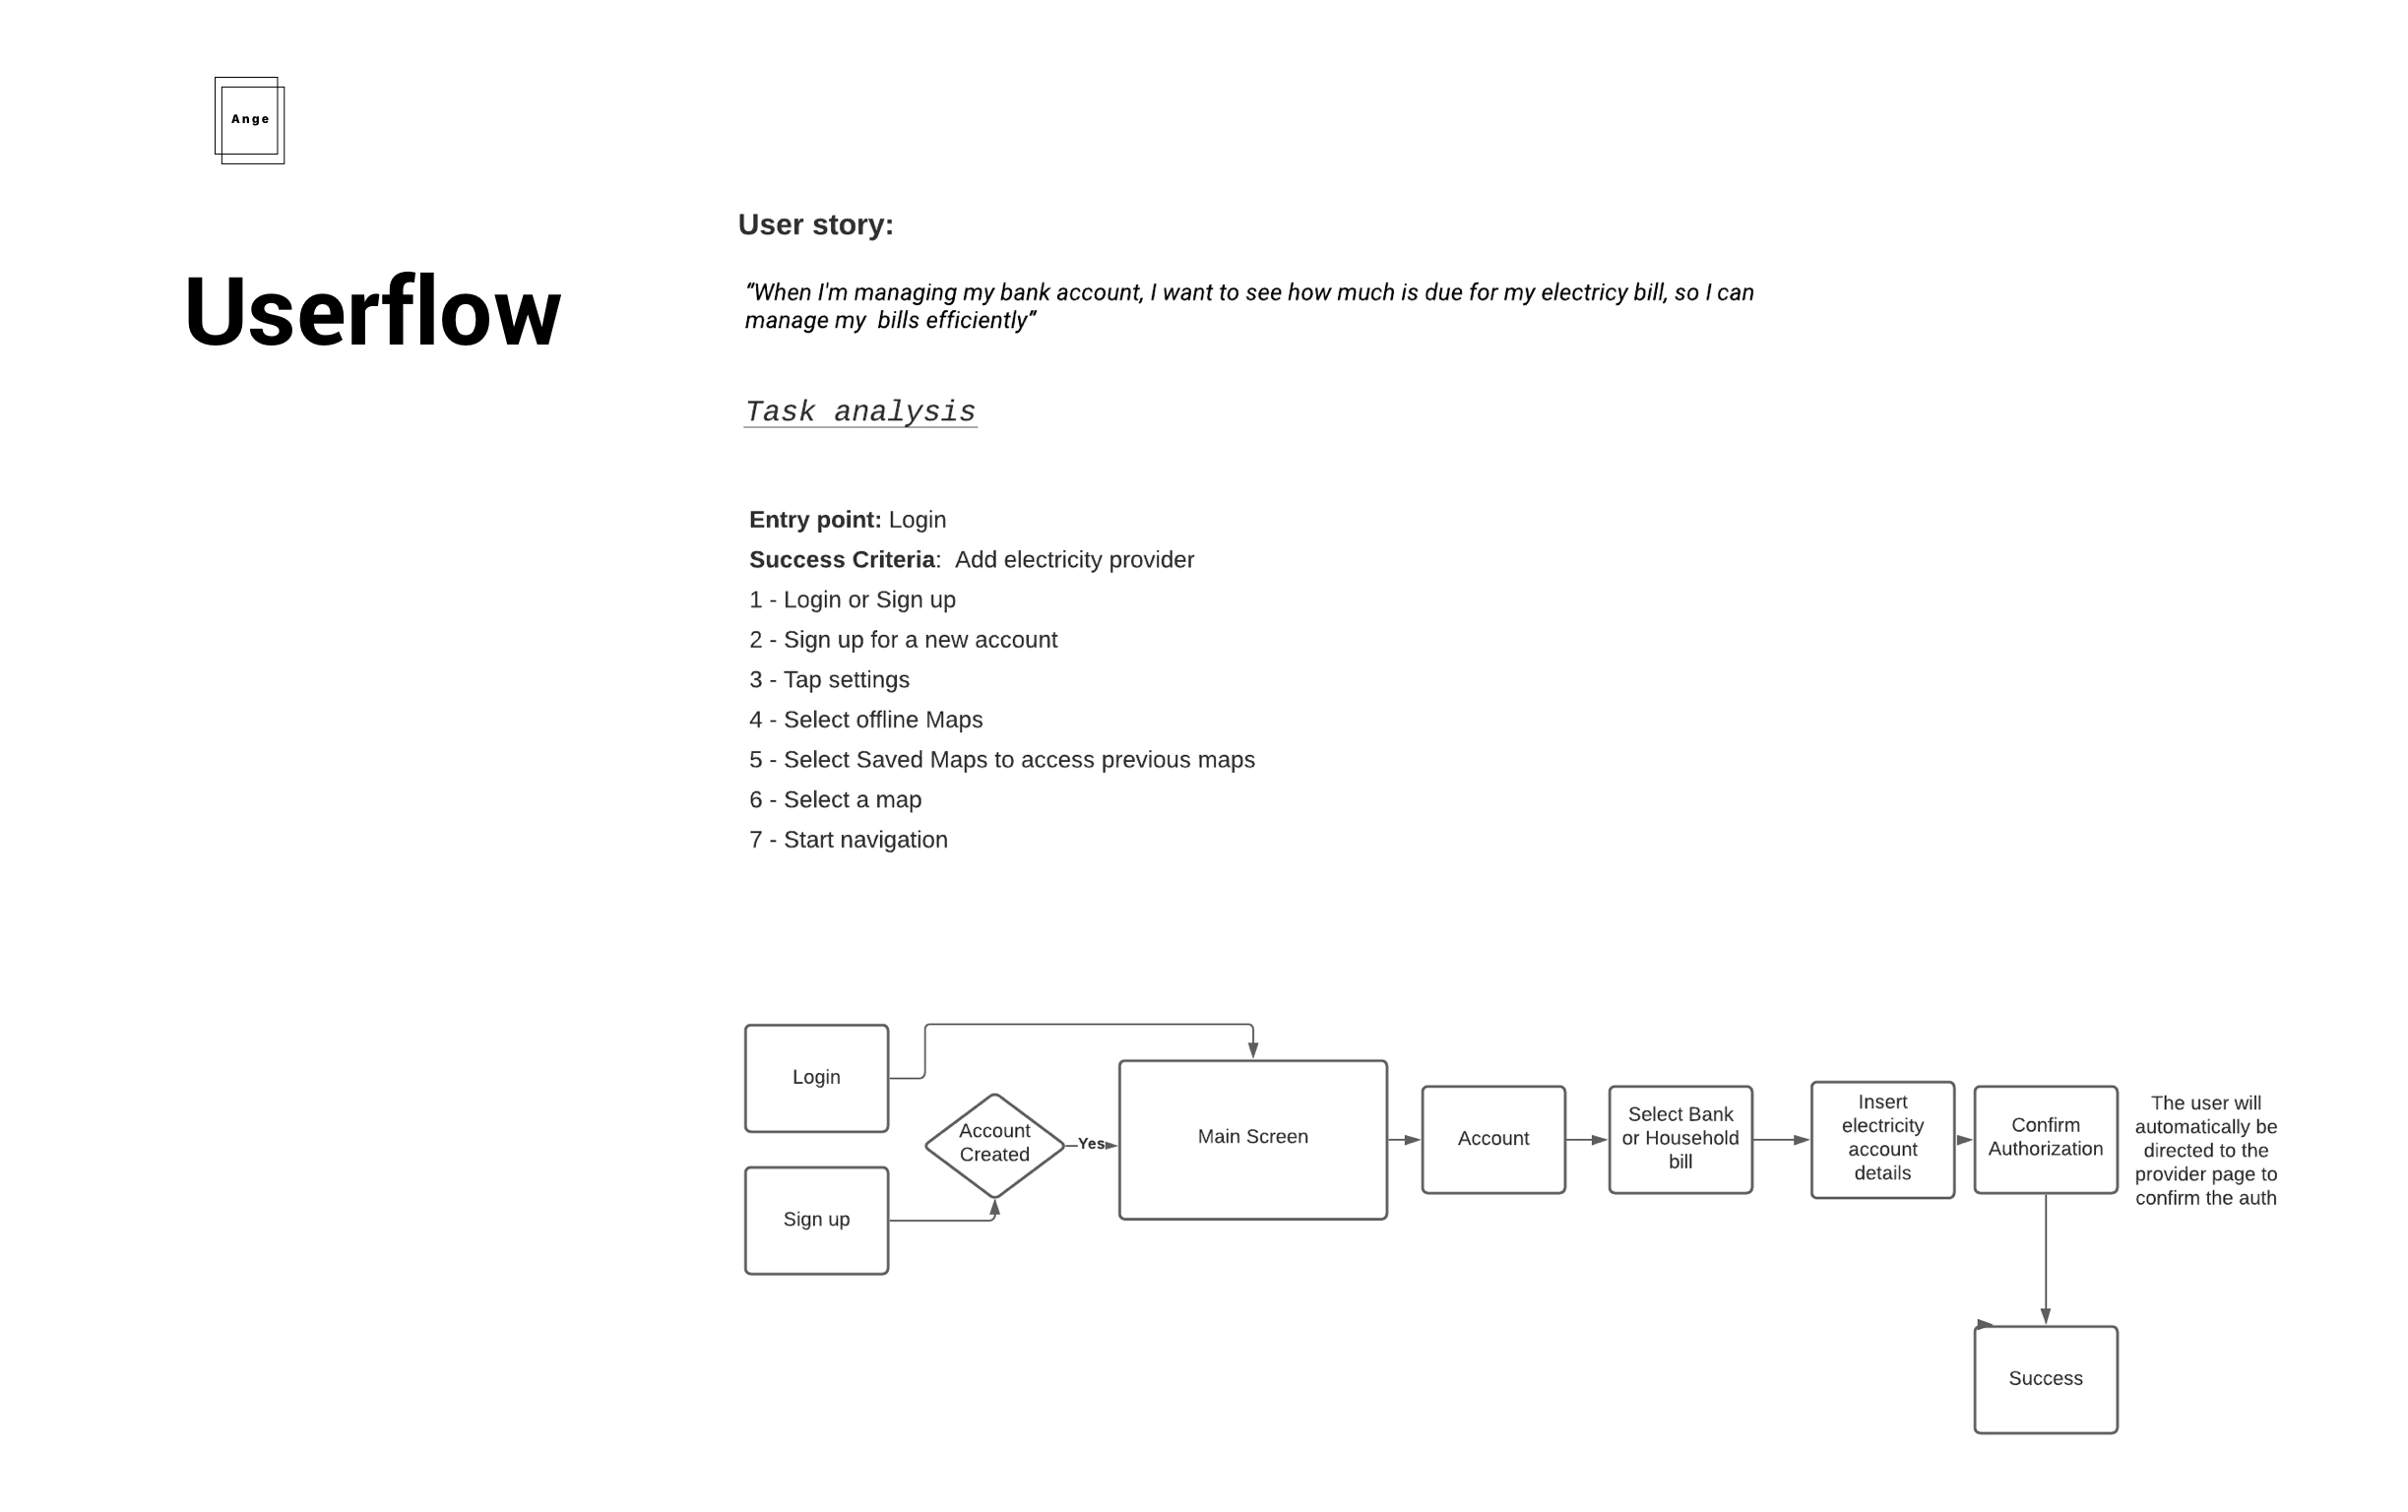 Ange
Userflow
User story:
“When I'm managing my bank account, I want to see how much is due for my electricy bill, so I can
manage my  bills efficiently”
Task analysis
Entry point: Login
Success Criteria:  Add electricity provider
1 - Login or Sign up
2 - Sign up for a new account
3 - Tap settings
4 - Select offline Maps
5 - Select Saved Maps to access previous maps
6 - Select a map
7 - Start navigation
Login
Sign up
Account
Created
Yes
Main Screen
Account
Select Bank
or Household
bill
Insert
electricity
account
details
Confirm
Authorization
The user will
automatically be
directed to the
provider page to
confirm the auth
Success